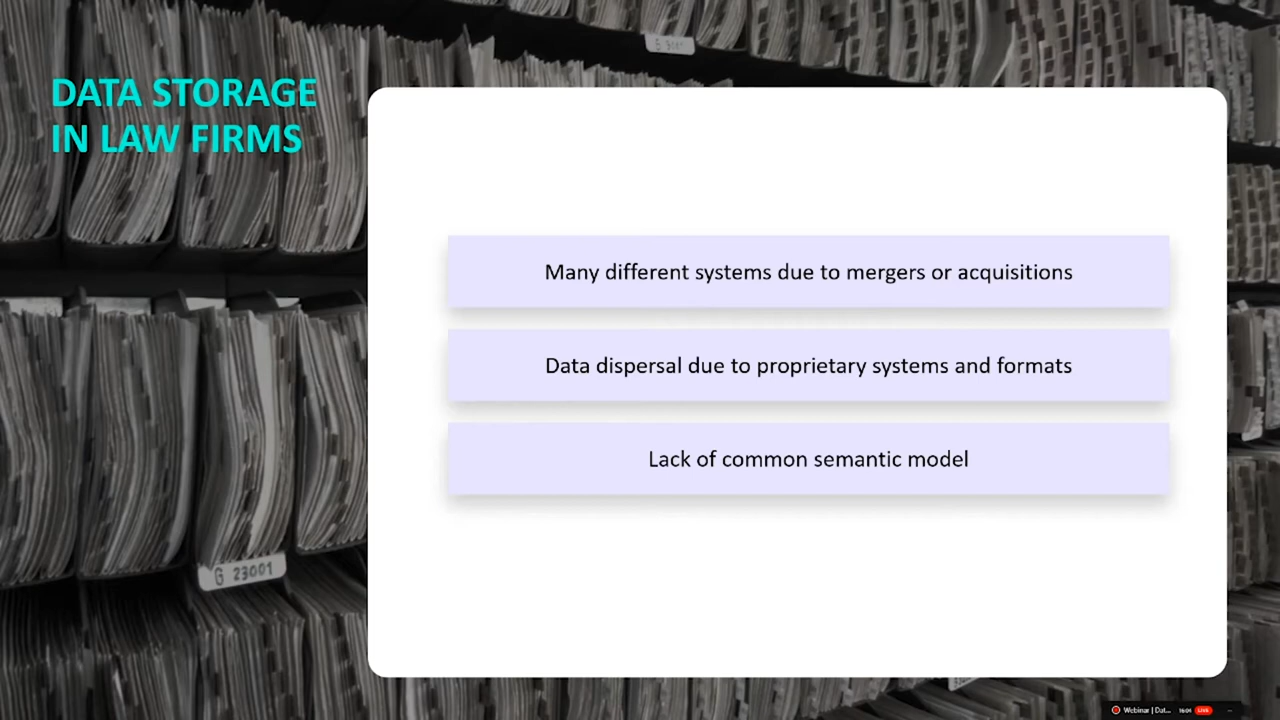 DATA STORAGE
IN LAW FIRMS
Many different systems due to mergers or acquisitions
Data dispersal due to proprietary systems and formats
Lack of common semantic model
G 23001
Webinar | Dat...
LIVE